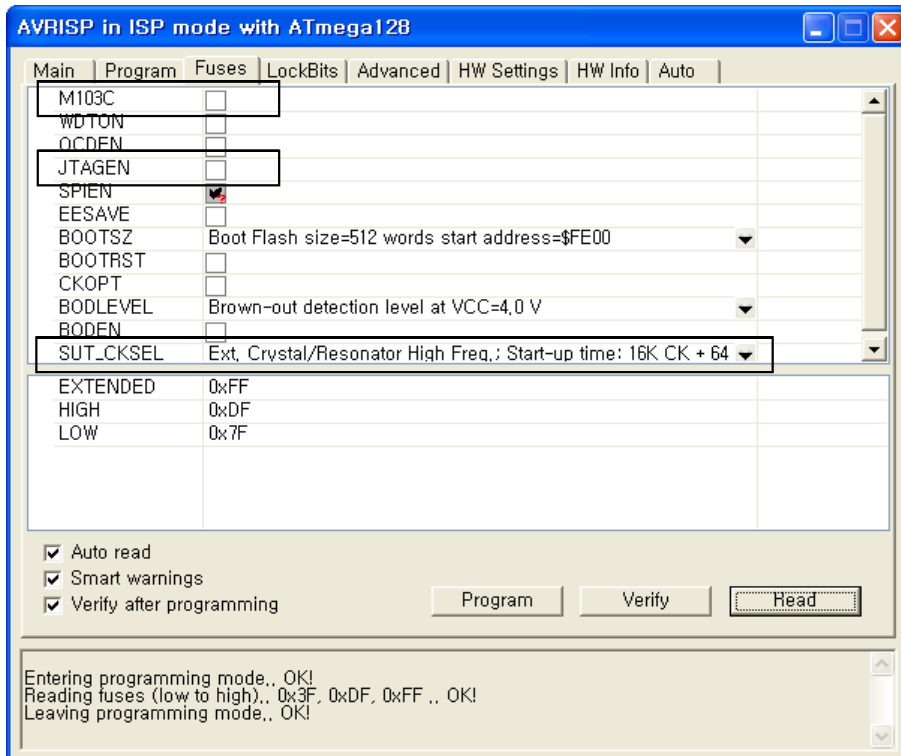 AVRISP in ISP mode with ATmega128
Main Program Fuses LockBits Advanced HW Settings HW Info Auto
M103C
WDTON
OCDEN
JTAGEN
SPIEN
EESAVE
BOOTSZ Boot Flash size=512 words start address=$FE00
BOOTRST
CKOPT
BODLEVEL Brown-out detection level at VCC=4,0 V
BODEN
SUT_CKSEL Ext, Crystal/Resonator High Freq,; Start-up time: 16K CK + 64
EXTENDED 0xFF
HIGH 0xDF
LOW 0x7F
Auto read
Smart warnings
Verify after programming
Program Verify Read
Entering programming mode,, OK!
Reading fuses (low to high),, 0x3F, 0xDF, 0xFF ,, OK!
Leaving programming mode,, OK!